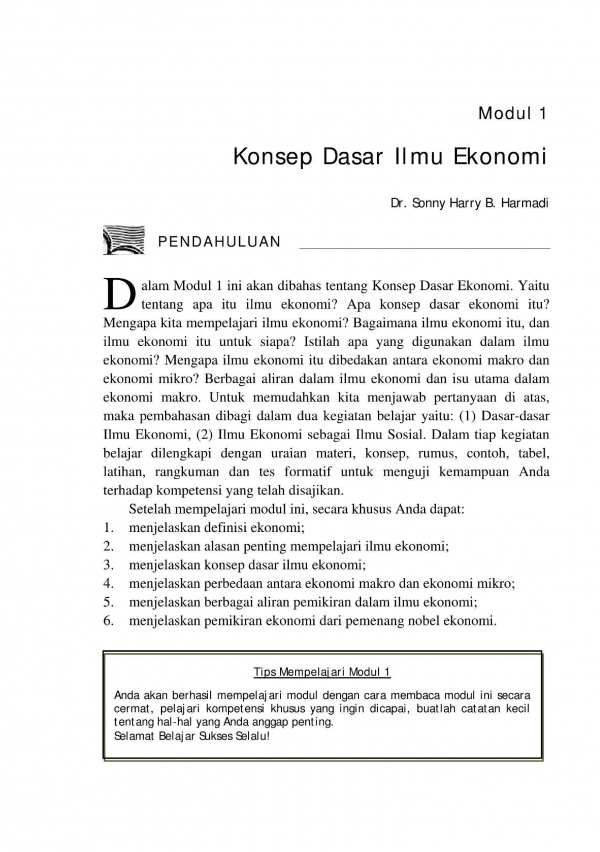 Modul 1
Konsep Dasar Ilmu Ekonomi
Dr. Sonny Harry B. Harmadi
PENDAHULUAN
Dalam Modul 1 ini akan dibahas tentang Konsep Dasar Ekonomi. Yaitu
tentang apa itu ilmu ekonomi? Apa konsep dasar ekonomi itu?
Mengapa kita mempelajari ilmu ekonomi? Bagaimana ilmu ekonomi itu, dan
ilmu ekonomi itu untuk siapa? Istilah apa yang digunakan dalam ilmu
ekonomi? Mengapa ilmu ekonomi itu dibedakan antara ekonomi makro dan
ekonomi mikro? Berbagai aliran dalam ilmu ekonomi dan isu utama dalam
ekonomi makro. Untuk memudahkan kita menjawab pertanyaan di atas,
maka pembahasan dibagi dalam dua kegiatan belajar yaitu: (1) Dasar-dasar
Ilmu Ekonomi, (2) Ilmu Ekonomi sebagai Ilmu Sosial. Dalam tiap kegiatan
belajar dilengkapi dengan uraian materi, konsep, rumus, contoh, tabel,
latihan, rangkuman dan tes formatif untuk menguji kemampuan Anda
terhadap kompetensi yang telah disajikan.
Setelah mempelajari modul ini, secara khusus Anda dapat:
1. menjelaskan definisi ekonomi;
2. menjelaskan alasan penting mempelajari ilmu ekonomi;
3. menjelaskan konsep dasar ilmu ekonomi;
4. menjelaskan perbedaan antara ekonomi makro dan ekonomi mikro;
5. menjelaskan berbagai aliran pemikiran dalam ilmu ekonomi;
6. menjelaskan pemikiran ekonomi dari pemenang nobel ekonomi.
Tips Mempelajari Modul 1
Anda akan berhasil mempelajari modul dengan cara membaca modul ini secara
cermat, pelajari kompetensi khusus yang ingin dicapai, buatlah catatan kecil
tentang hal-hal yang Anda anggap penting.
Selamat Belajar Sukses Selalu!